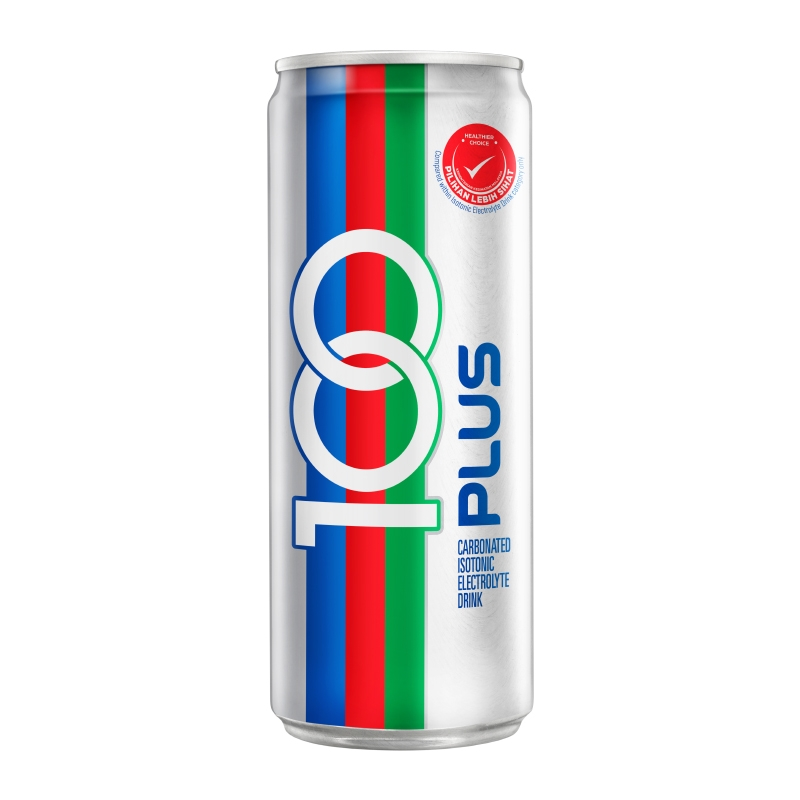 HEALTHIER
CHOICE
PILIHAN LEBIH SIHAT
Compared within Isotonic Electrolyte Drink category only
100
PLUS
CARBONATED
ISOTONIC
ELECTROLYTE
DRINK